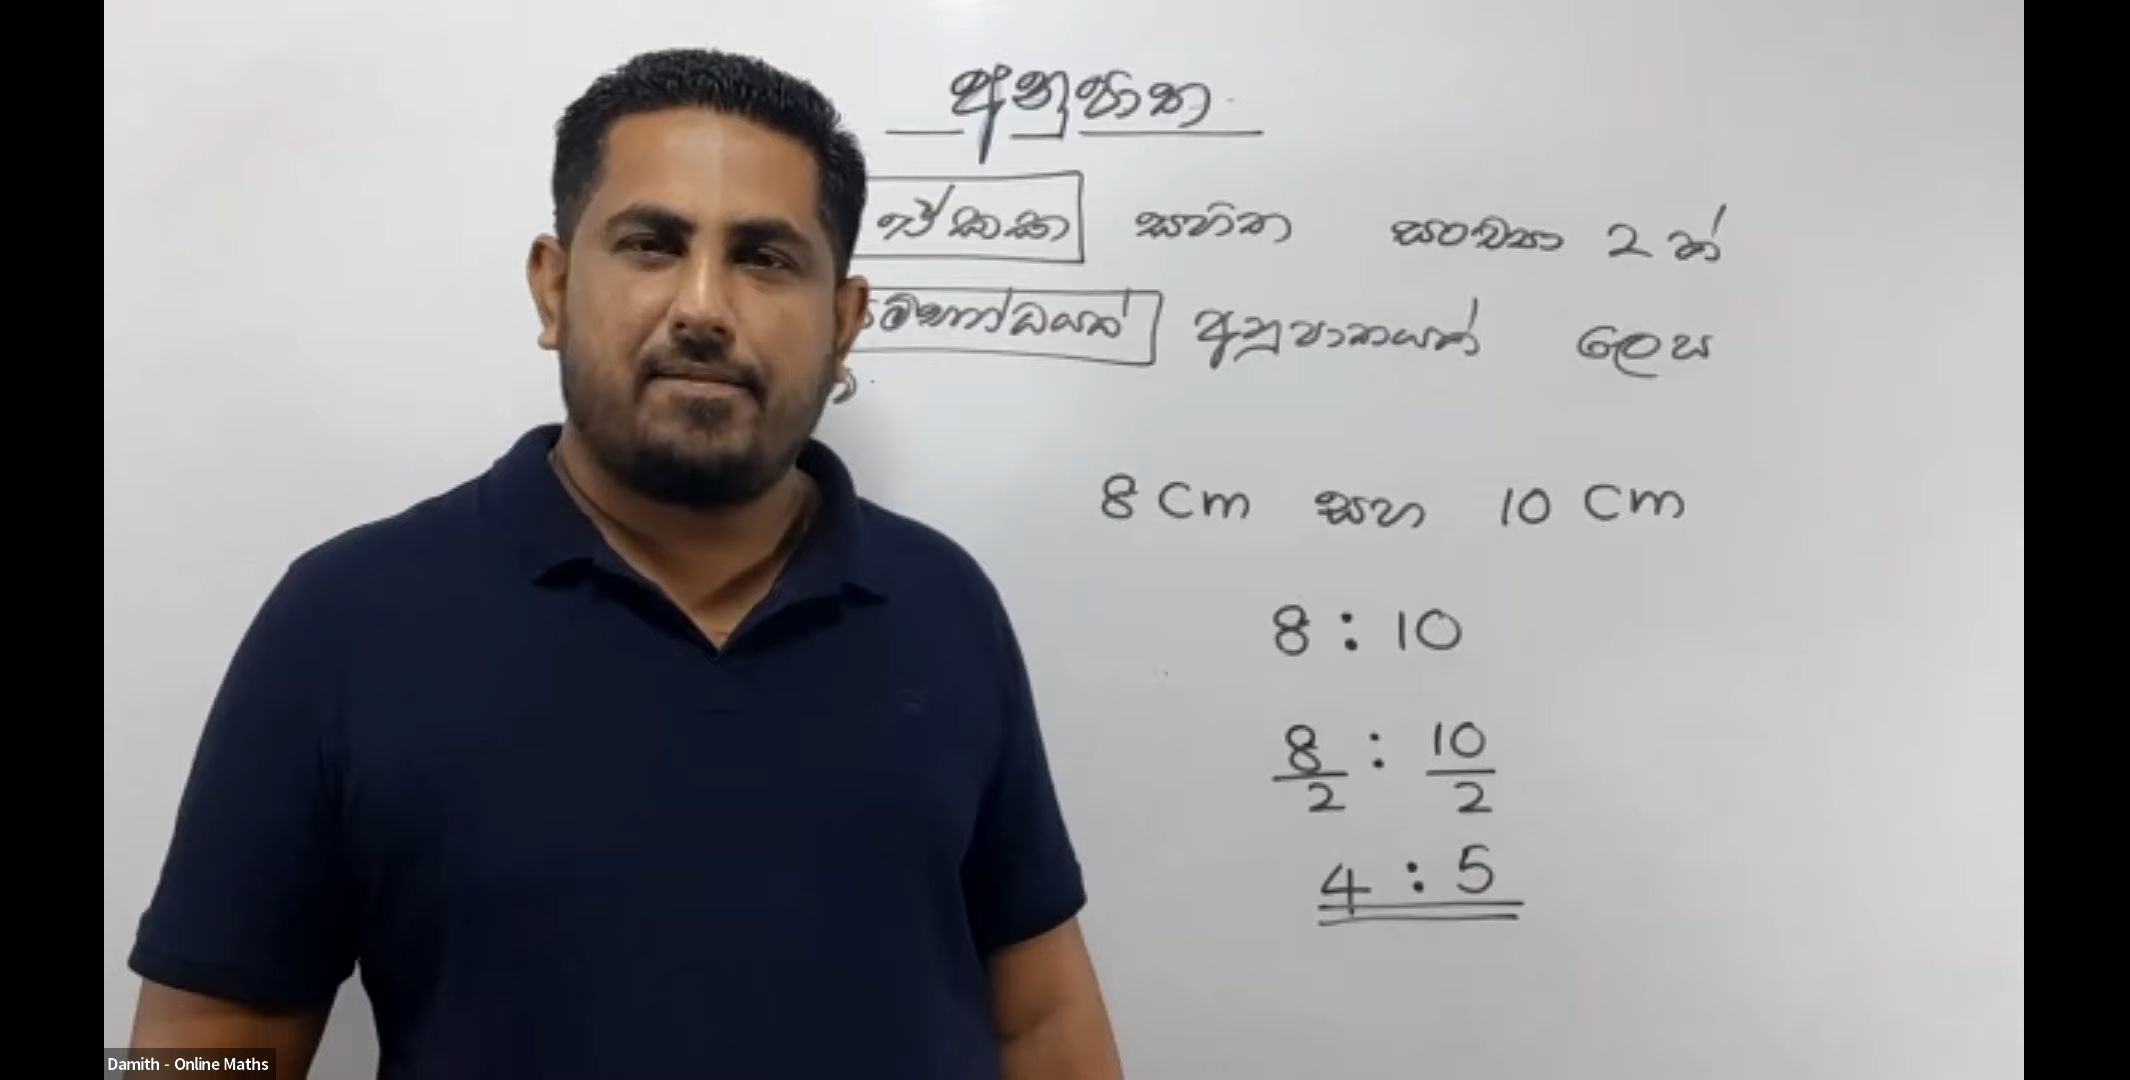 අනුපාත
ඒකක සහිත සංඛ්‍යා 2 ක්
අනුපාතයක් ලෙස
8 Cm සහ 10 Cm
8 : 10
8/2 : 10/2
4 : 5
Damith - Online Maths